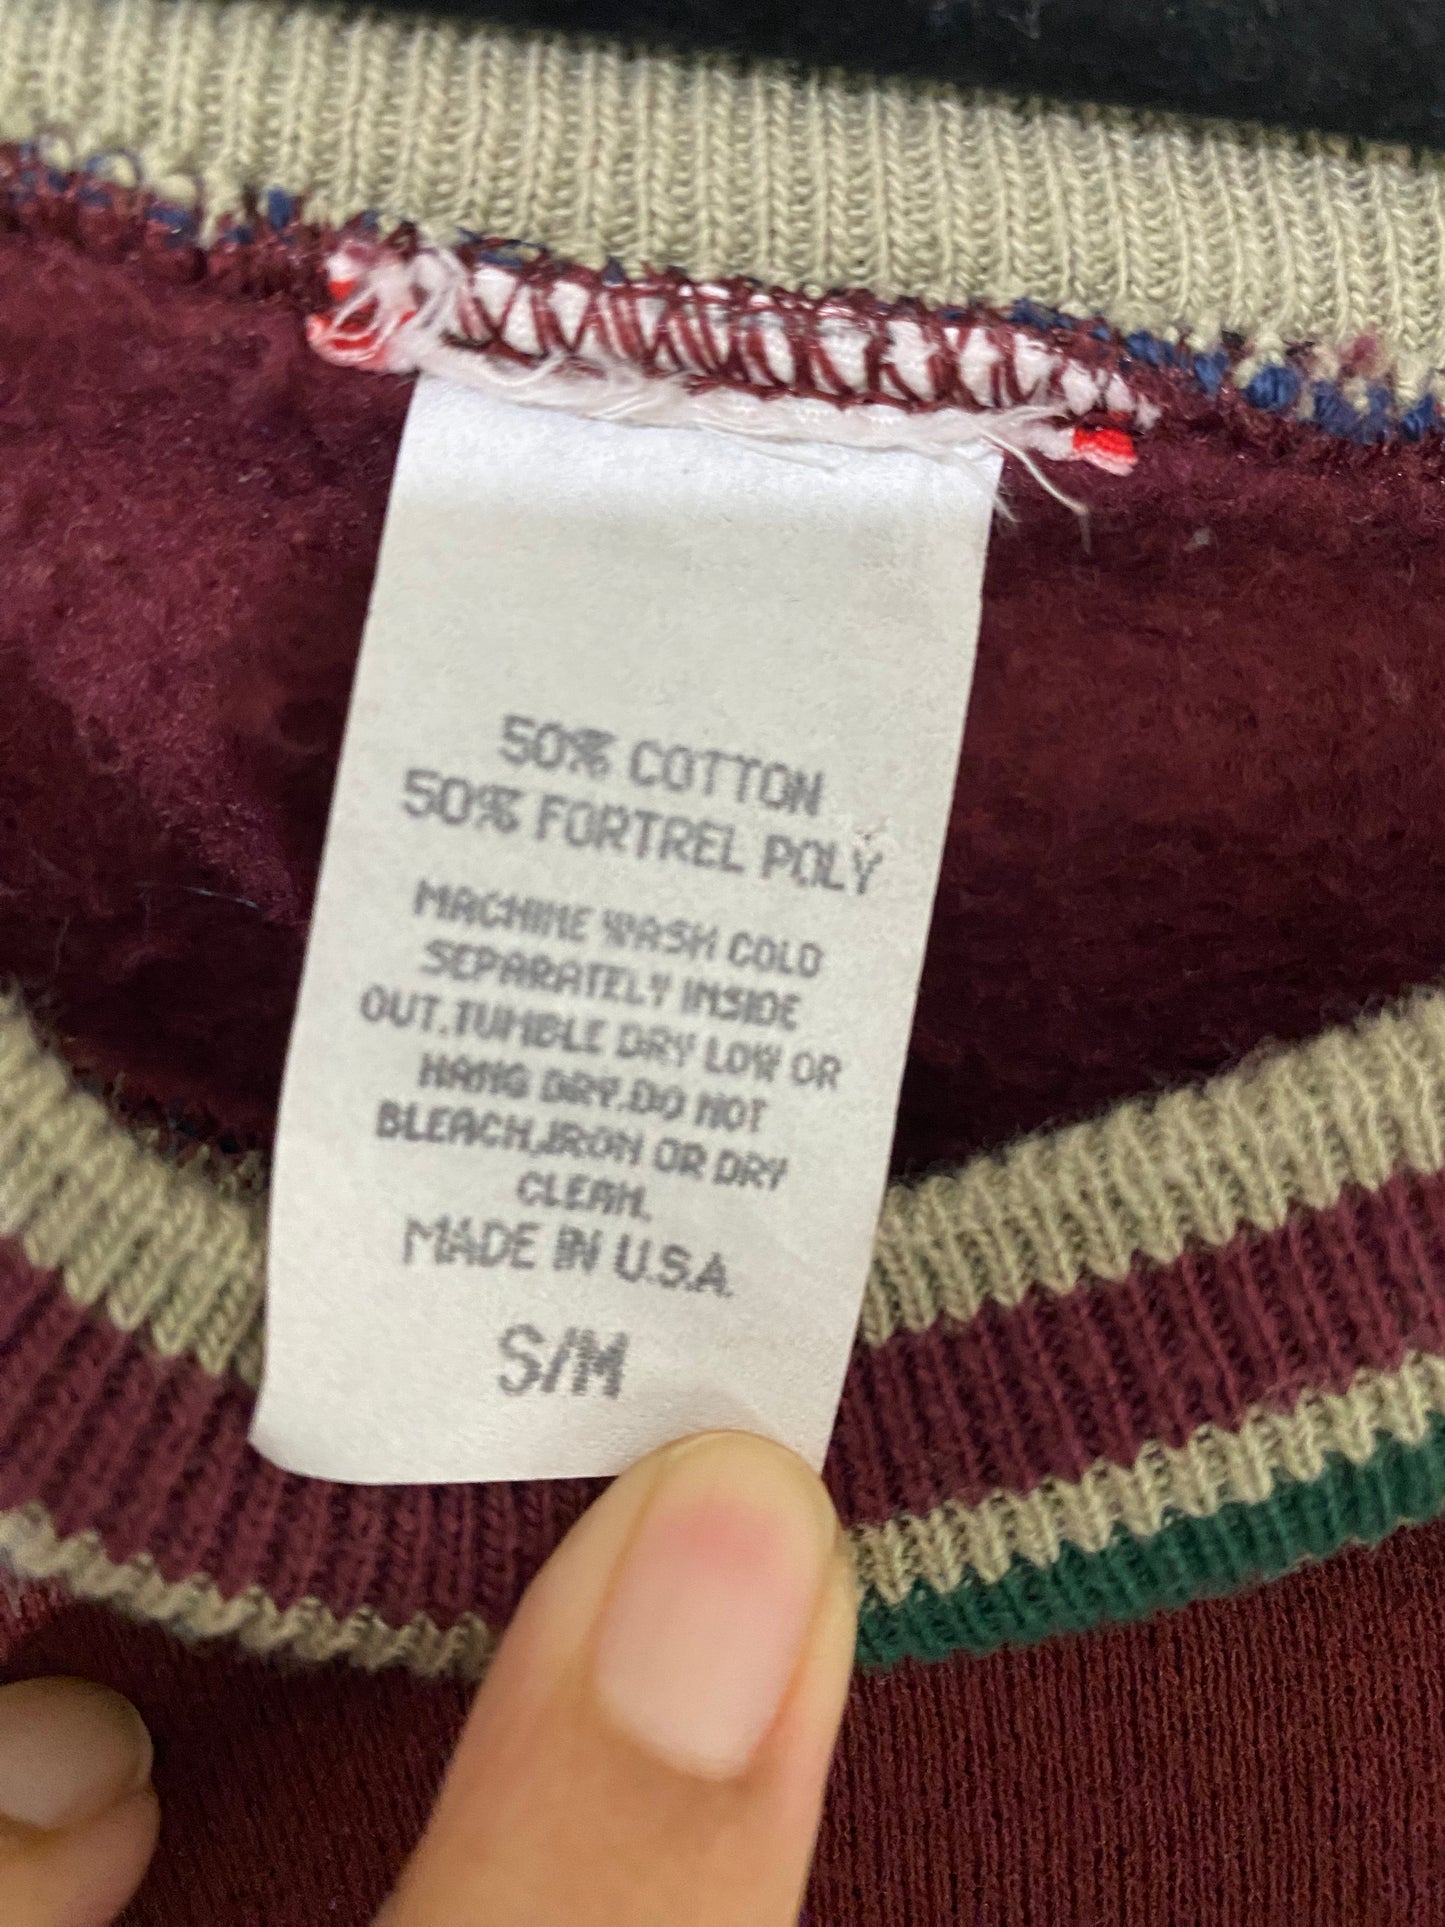 50% COTTON
50% FORTREL POLY
MACHINE WASH COLD
SEPARATELY INSIDE
OUT.TUMBLE DRY LOW OR
HANG DRY.DO NOT
BLEACH,IRON OR DRY
CLEAN.
MADE IN U.S.A.
S/M